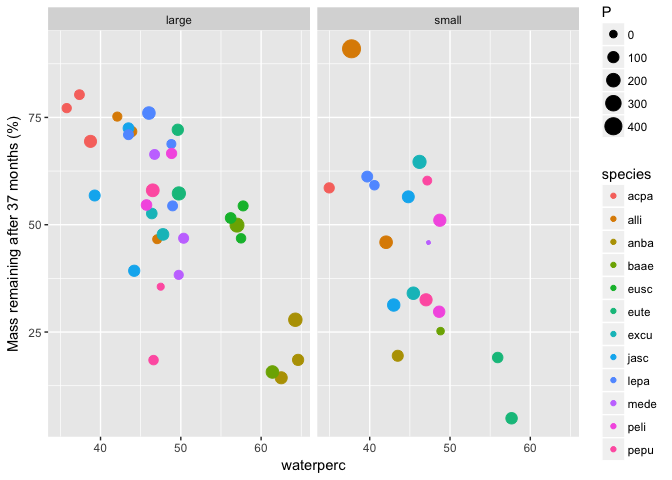 large
small
Mass remaining after 37 months (%)
75
50
25
40
50
60
40
50
60
waterperc
P
0
100
200
300
400
species
acpa
alli
anba
baae
eusc
eute
excu
jasc
lepa
mede
peli
pepu